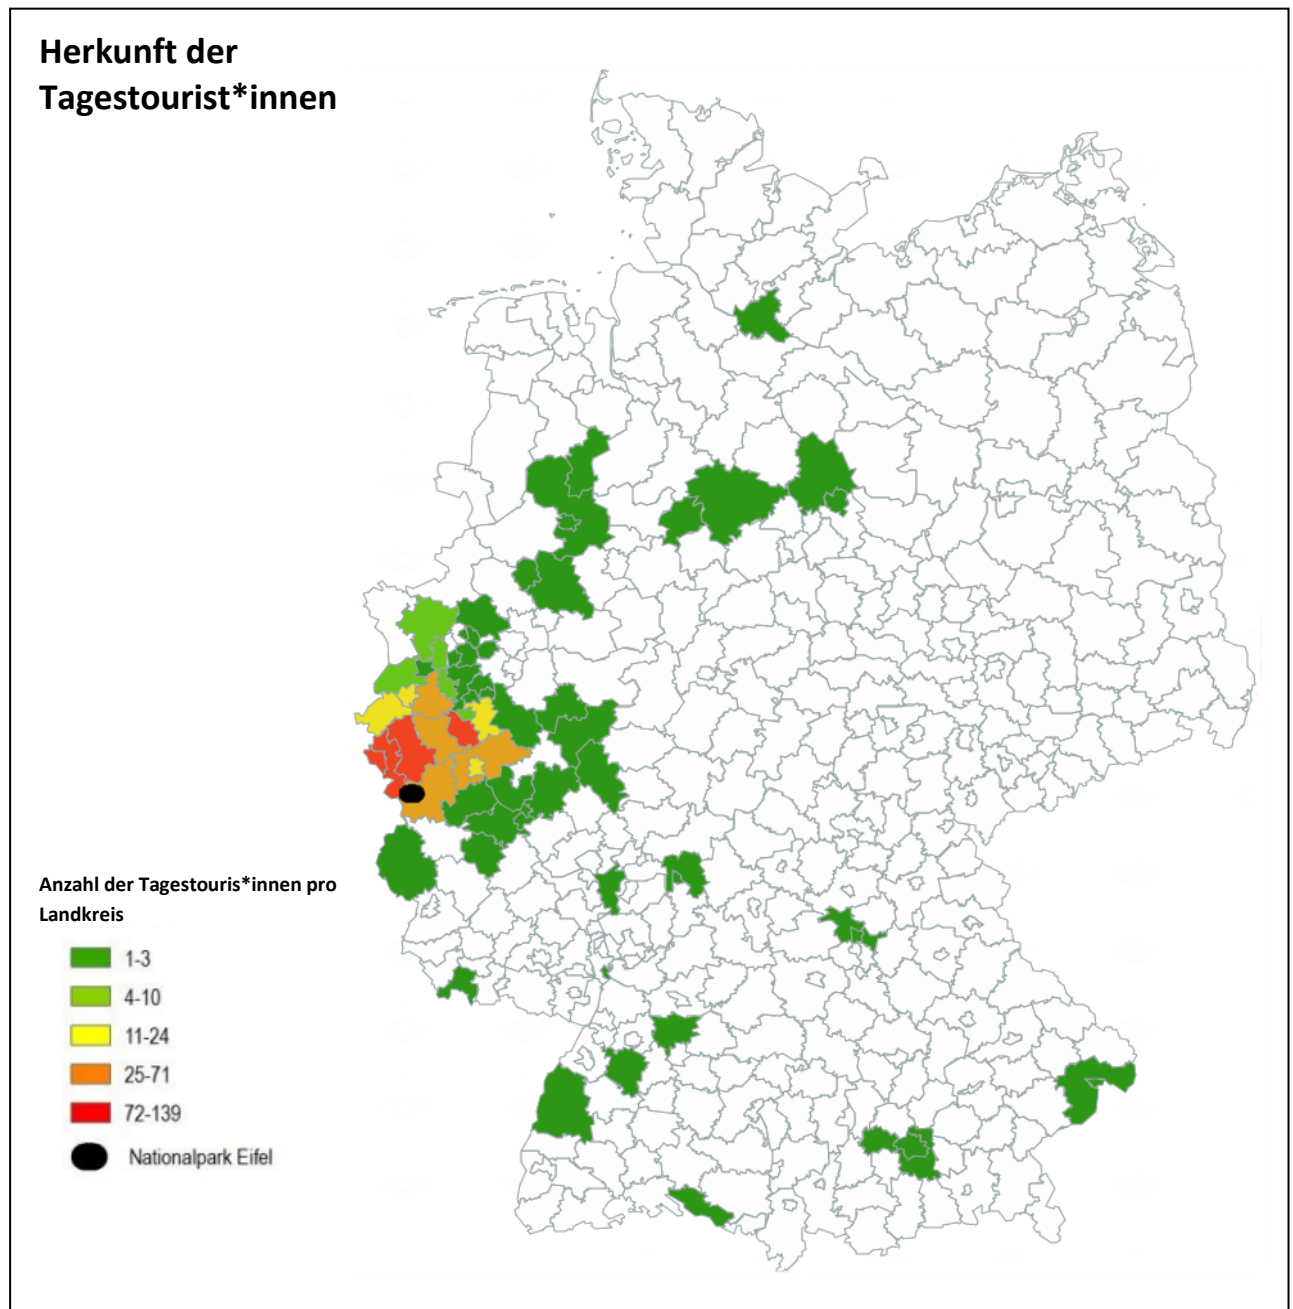 Herkunft der
Tagestourist*innen
Anzahl der Tagestouris*innen pro
Landkreis
1-3
4-10
11-24
25-71
72-139
Nationalpark Eifel